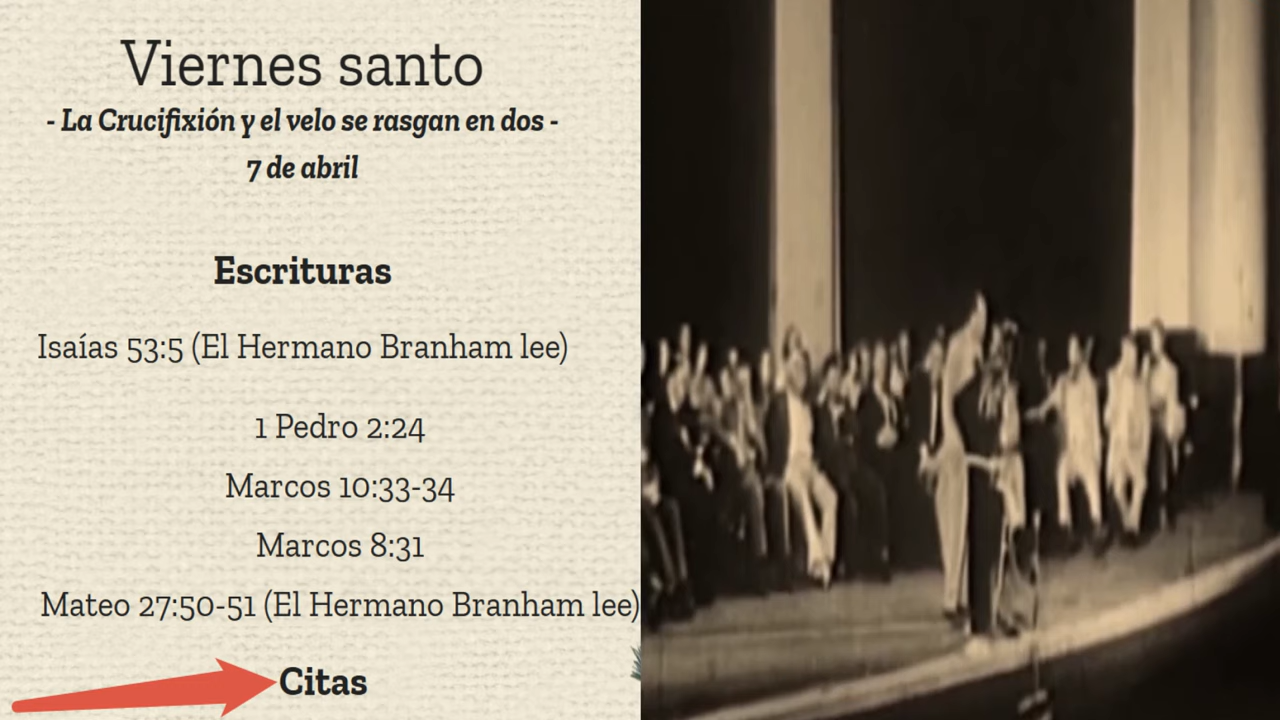 Viernes santo
- La Crucifixión y el velo se rasgan en dos -
7 de abril
Escrituras
Isaías 53:5 (El Hermano Branham lee)
1 Pedro 2:24
Marcos 10:33-34
Marcos 8:31
Mateo 27:50-51 (El Hermano Branham lee)
Citas